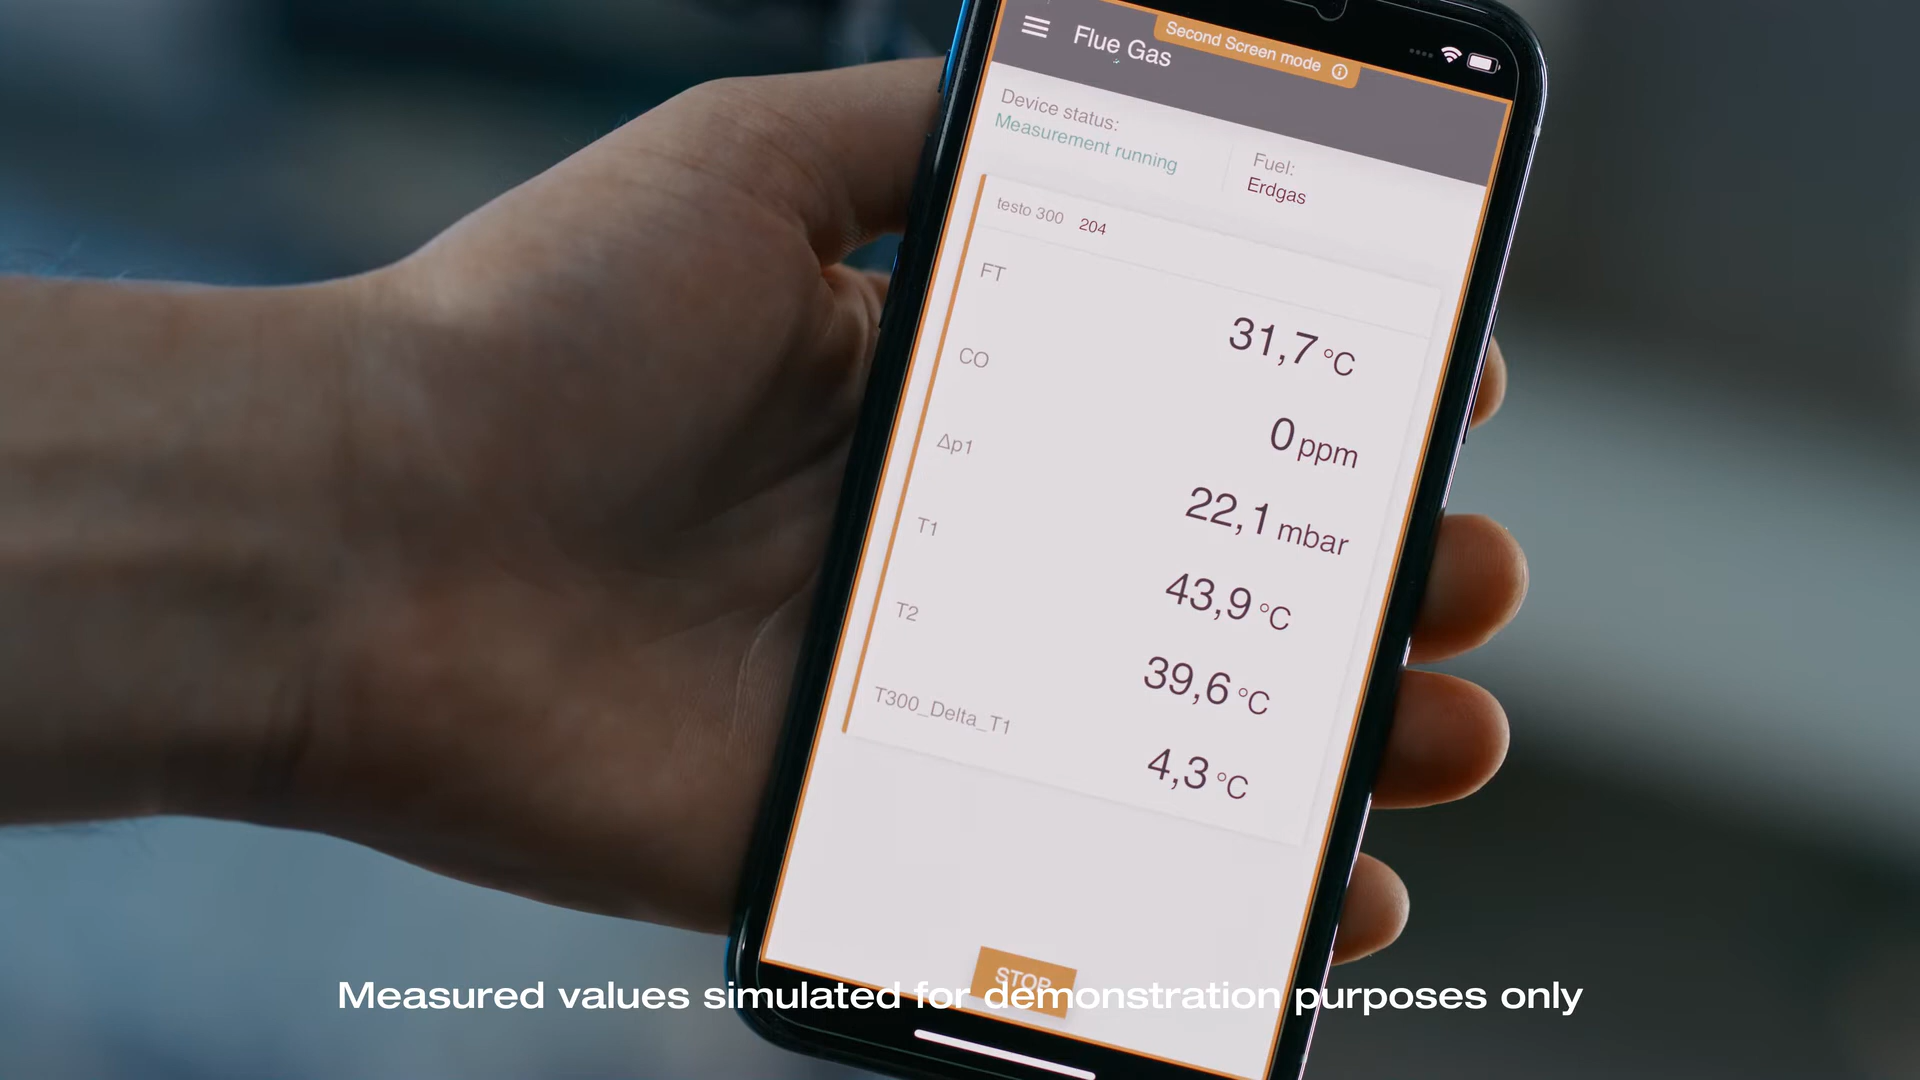 Flue Gas
Second Screen mode
Device status:
Measurement running
Fuel:
Erdgas
testo 300 204
FT
31,7 °C
CO
0 ppm
Δp1
22,1 mbar
T1
43,9 °C
T2
39,6 °C
T300_Delta_T1
4,3 °C
STOP
Measured values simulated for demonstration purposes only